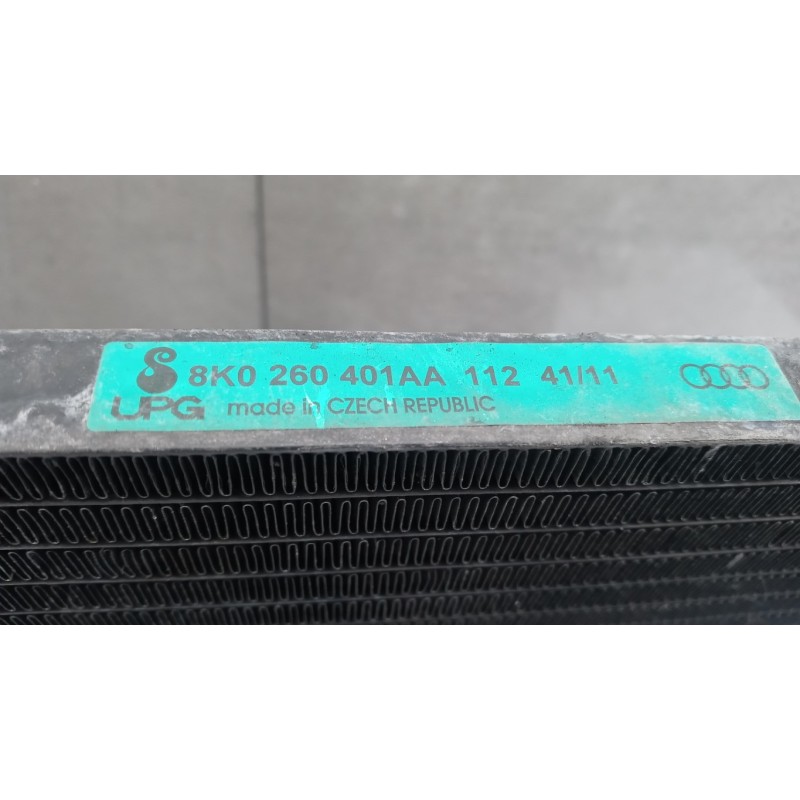 8K0 260 401AA 112 41/11
UPG made in CZECH REPUBLIC